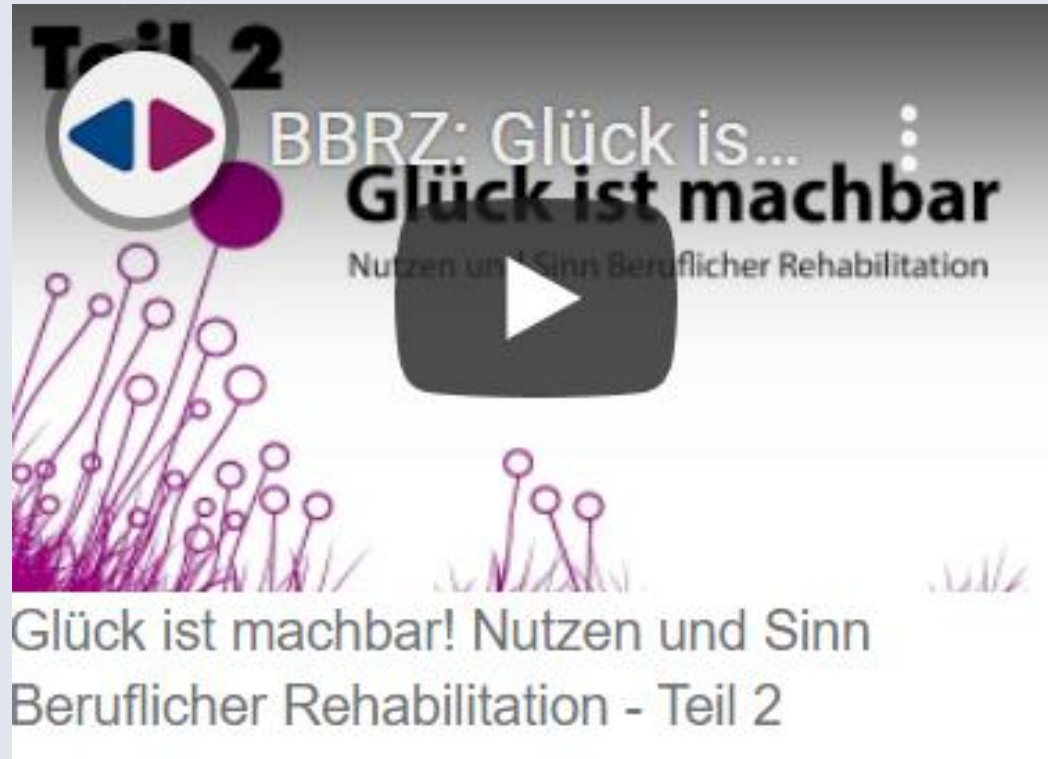 Teil 2
BBRZ: Glück is...
Glück ist machbar
Nutzen und Sinn Beruflicher Rehabilitation
Glück ist machbar! Nutzen und Sinn
Beruflicher Rehabilitation - Teil 2